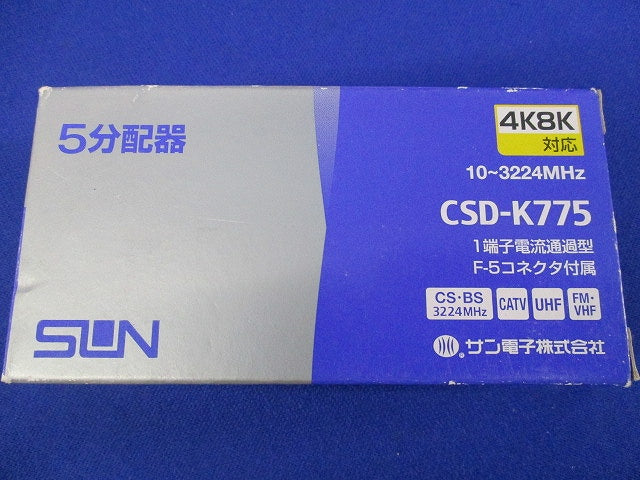 5分配器
4K8K
対応
10~3224MHz
CSD-K775
1端子電流通過型
F-5コネクタ付属
CS・BS
3224MHz
CATV
UHF
FM・
VHF
SUN
サン電子株式会社